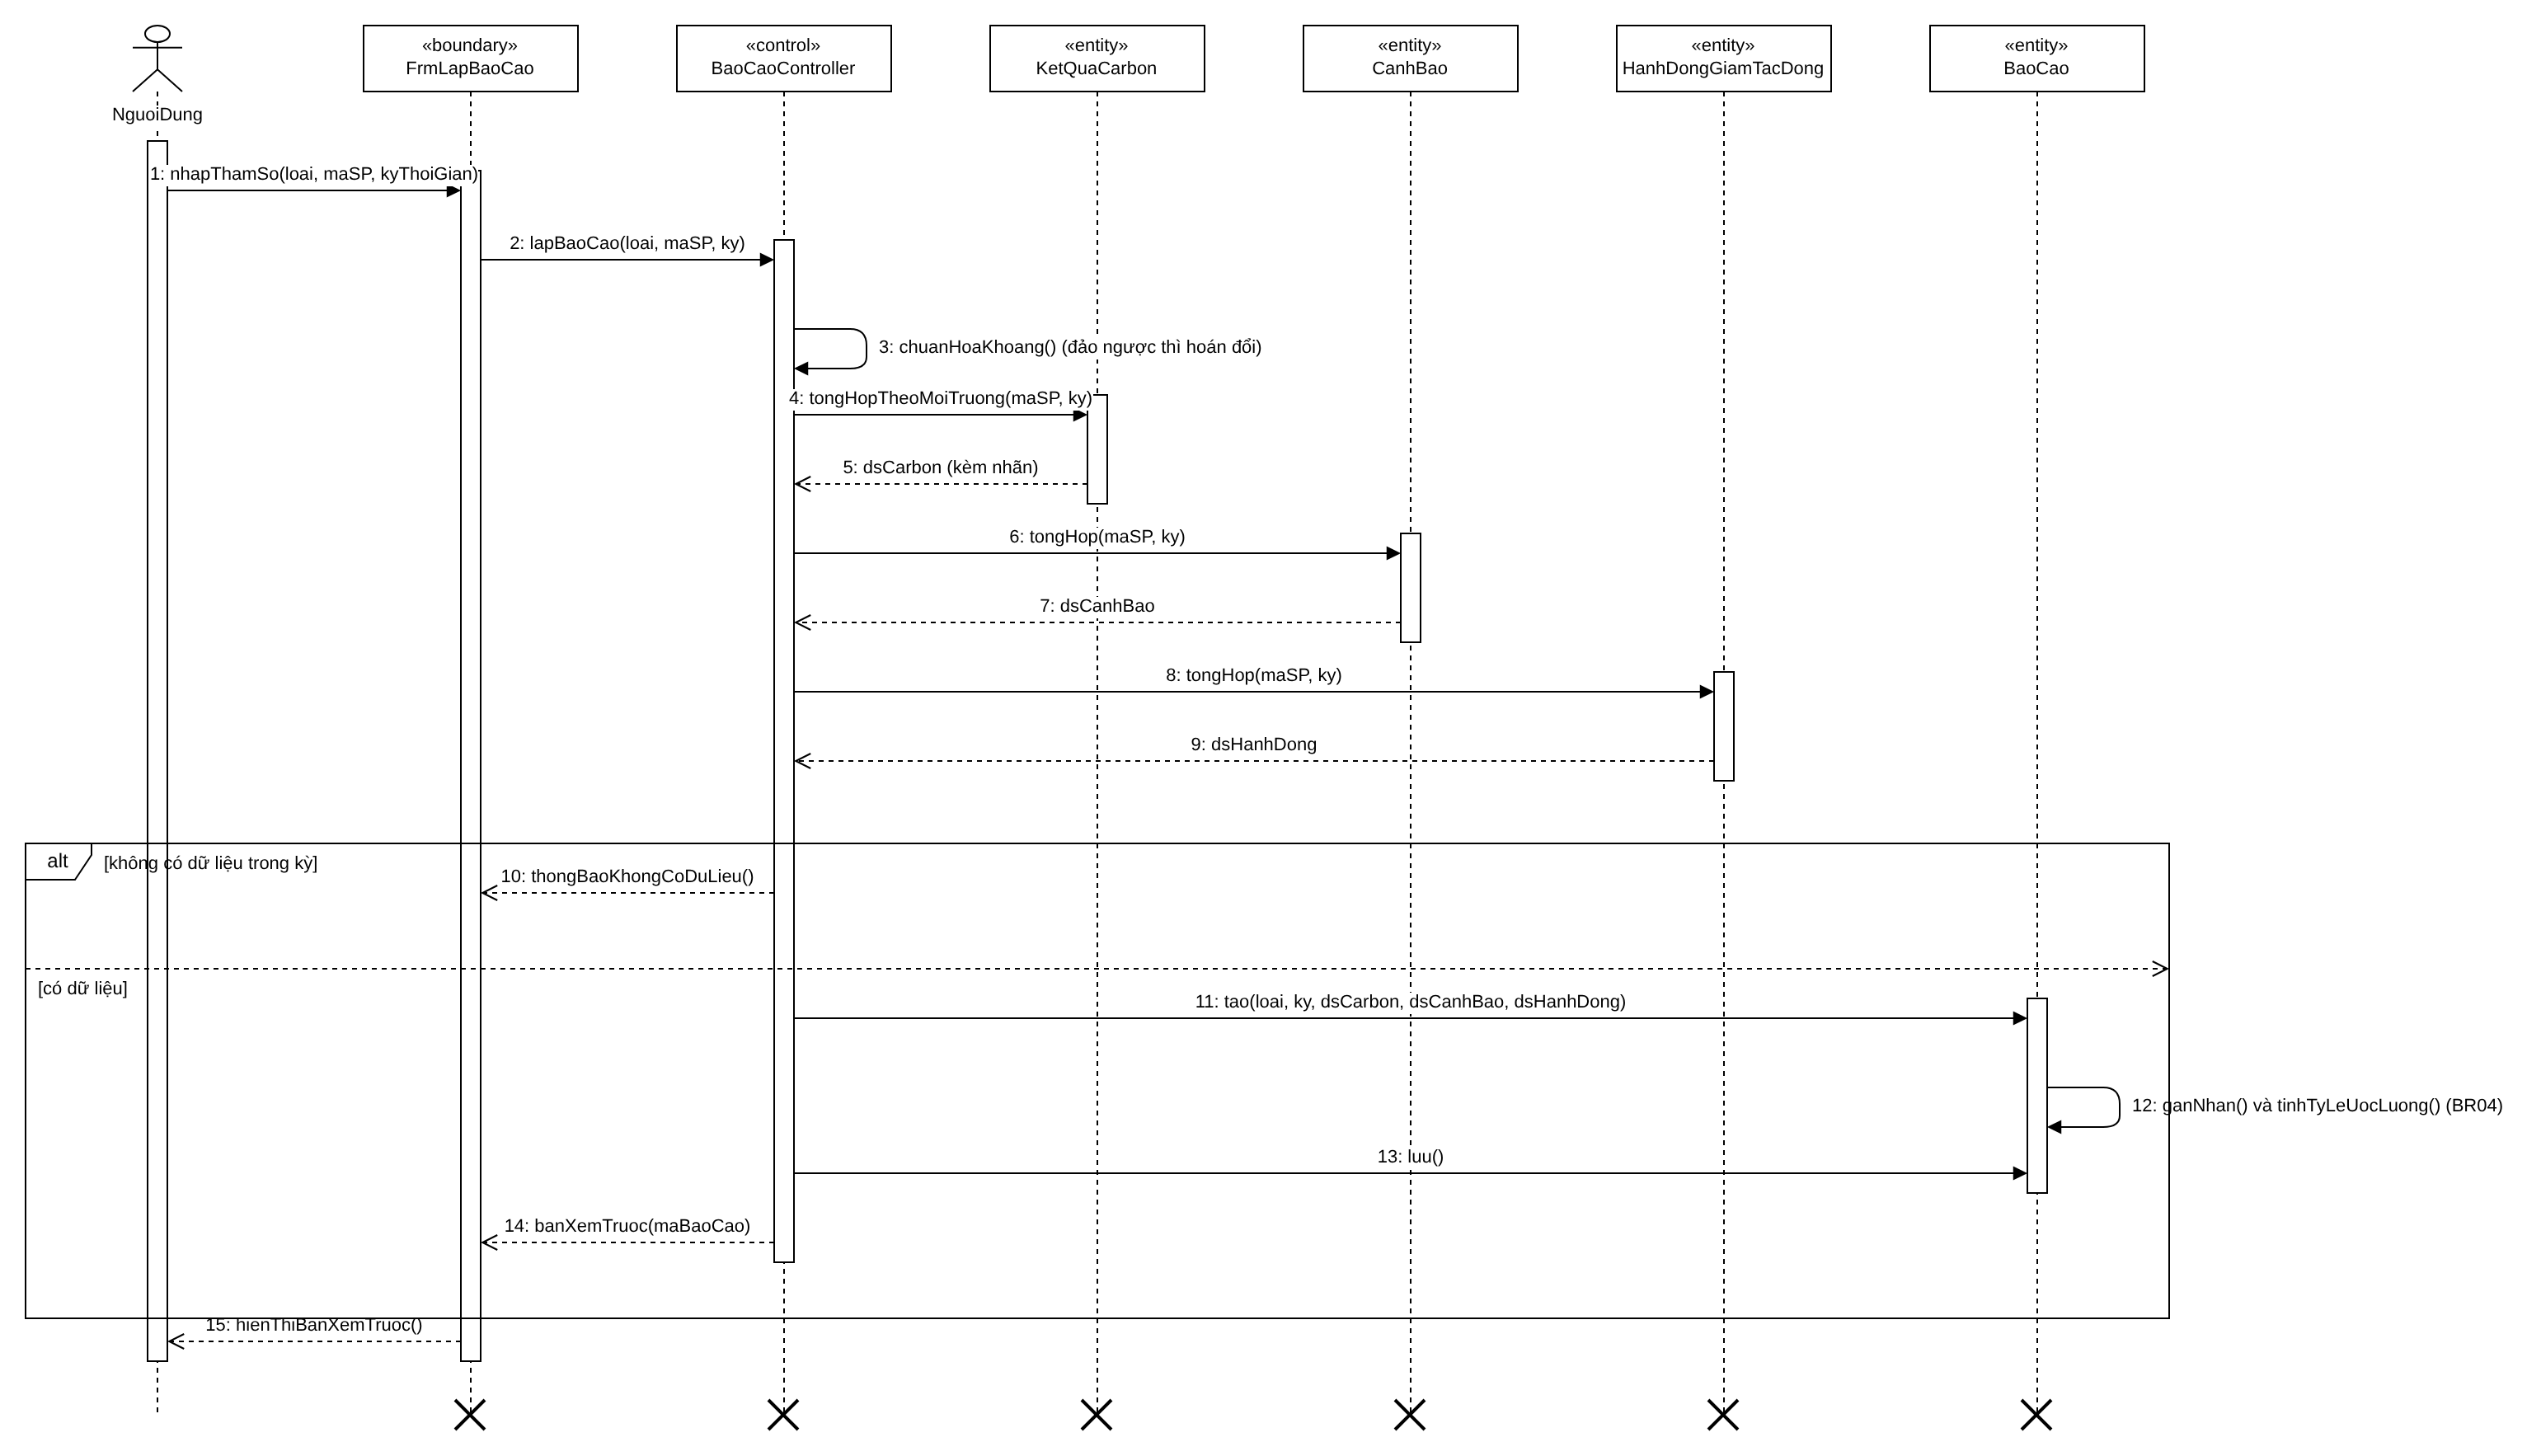 «boundary»
FrmLapBaoCao
«control»
BaoCaoController
«entity»
KetQuaCarbon
«entity»
CanhBao
«entity»
HanhDongGiamTacDong
«entity»
BaoCao
NguoiDung
1: nhapThamSo(loai, maSP, kyThoiGian)
2: lapBaoCao(loai, maSP, ky)
3: chuanHoaKhoang() (đảo ngược thì hoán đổi)
4: tongHopTheoMoiTruong(maSP, ky)
5: dsCarbon (kèm nhãn)
6: tongHop(maSP, ky)
7: dsCanhBao
8: tongHop(maSP, ky)
9: dsHanhDong
alt
[không có dữ liệu trong kỳ]
10: thongBaoKhongCoDuLieu()
[có dữ liệu]
11: tao(loai, ky, dsCarbon, dsCanhBao, dsHanhDong)
12: ganNhan() và tinhTyLeUocLuong() (BR04)
13: luu()
14: banXemTruoc(maBaoCao)
15: hienThiBanXemTruoc()